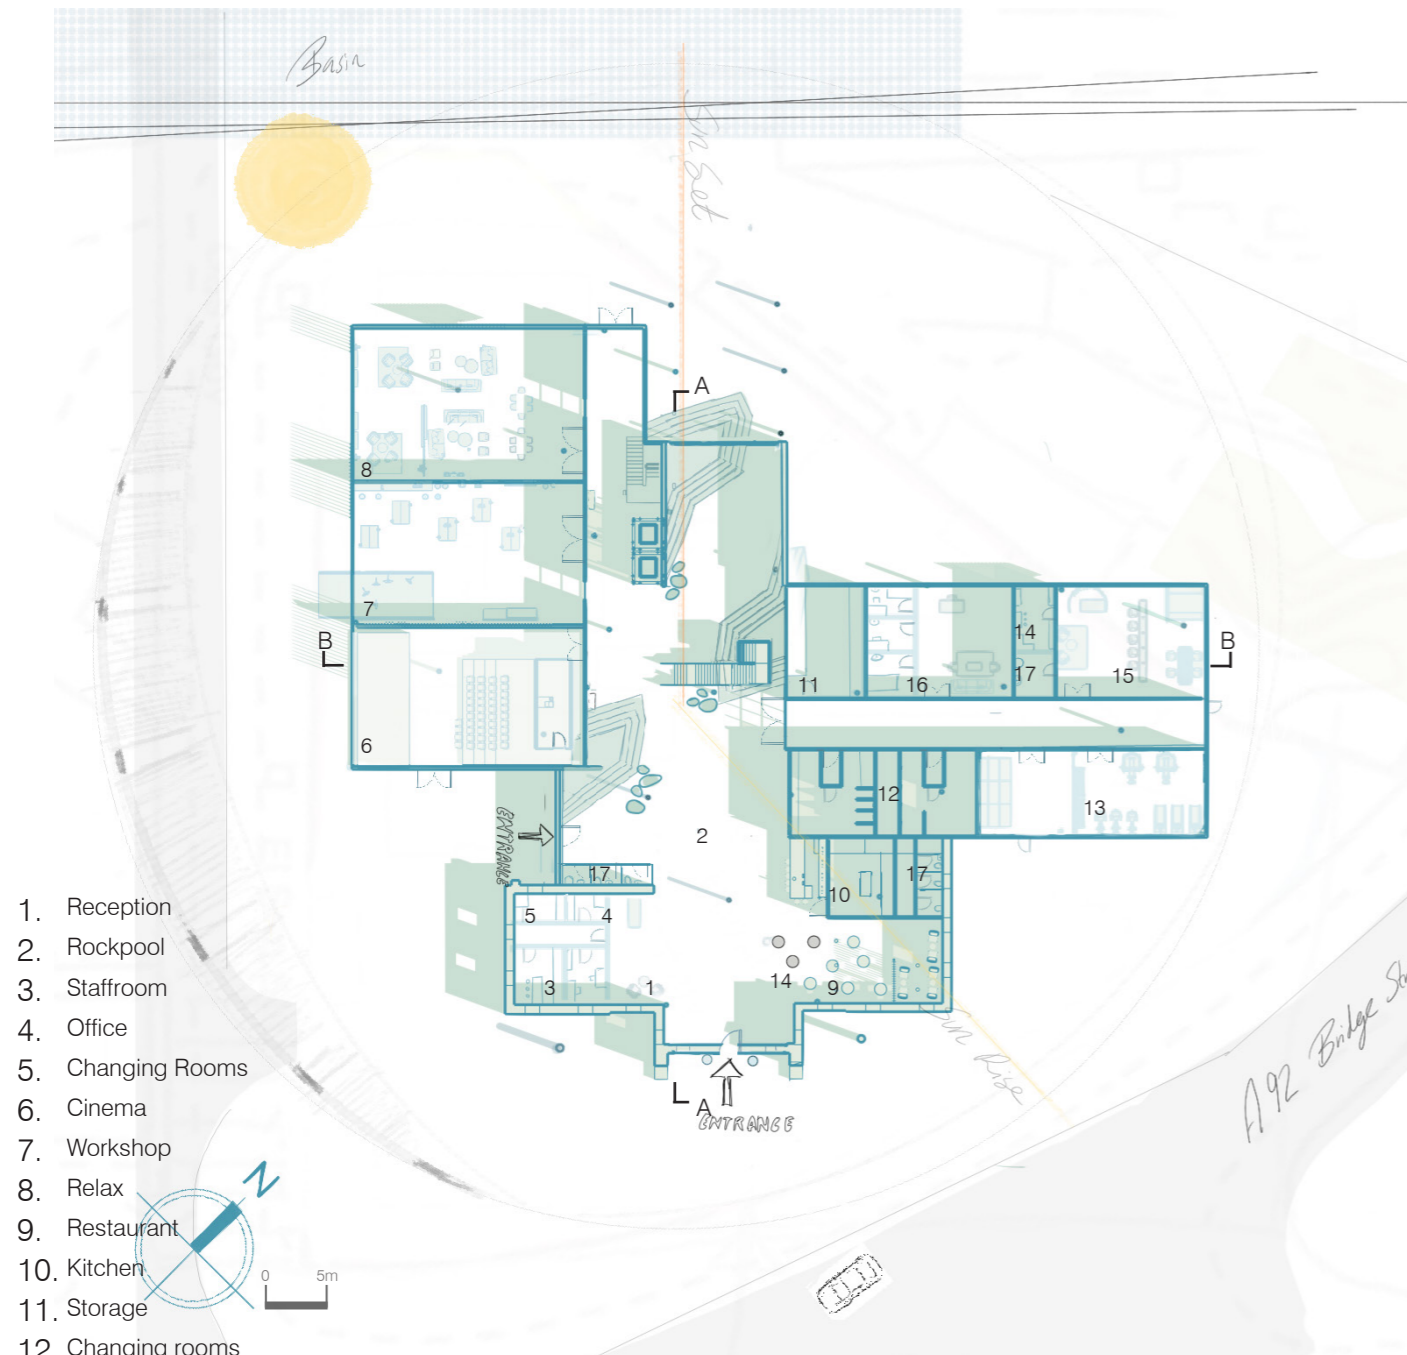 Basin
Sun Set
A
8
7
B
B
14
11
16
17
15
6
12
13
ENTRANCE
2
17
10
17
5
4
14
9
3
1
Sun Rise
A
ENTRANCE
A92 Bridge
1. Reception
2. Rockpool
3. Staffroom
4. Office
5. Changing Rooms
6. Cinema
7. Workshop
8. Relax
9. Restaurant
10. Kitchen
11. Storage
12. Changing rooms
N
0 5m